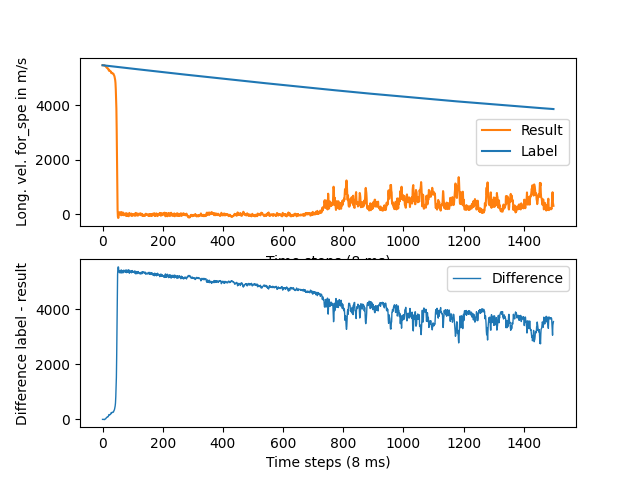 Long. vel. for_spe in m/s
4000
2000
0
Result
Label
0 200 400 600 800 1000 1200 1400
Time steps (8 ms)
Difference label - result
4000
2000
0
Difference
0 200 400 600 800 1000 1200 1400
Time steps (8 ms)